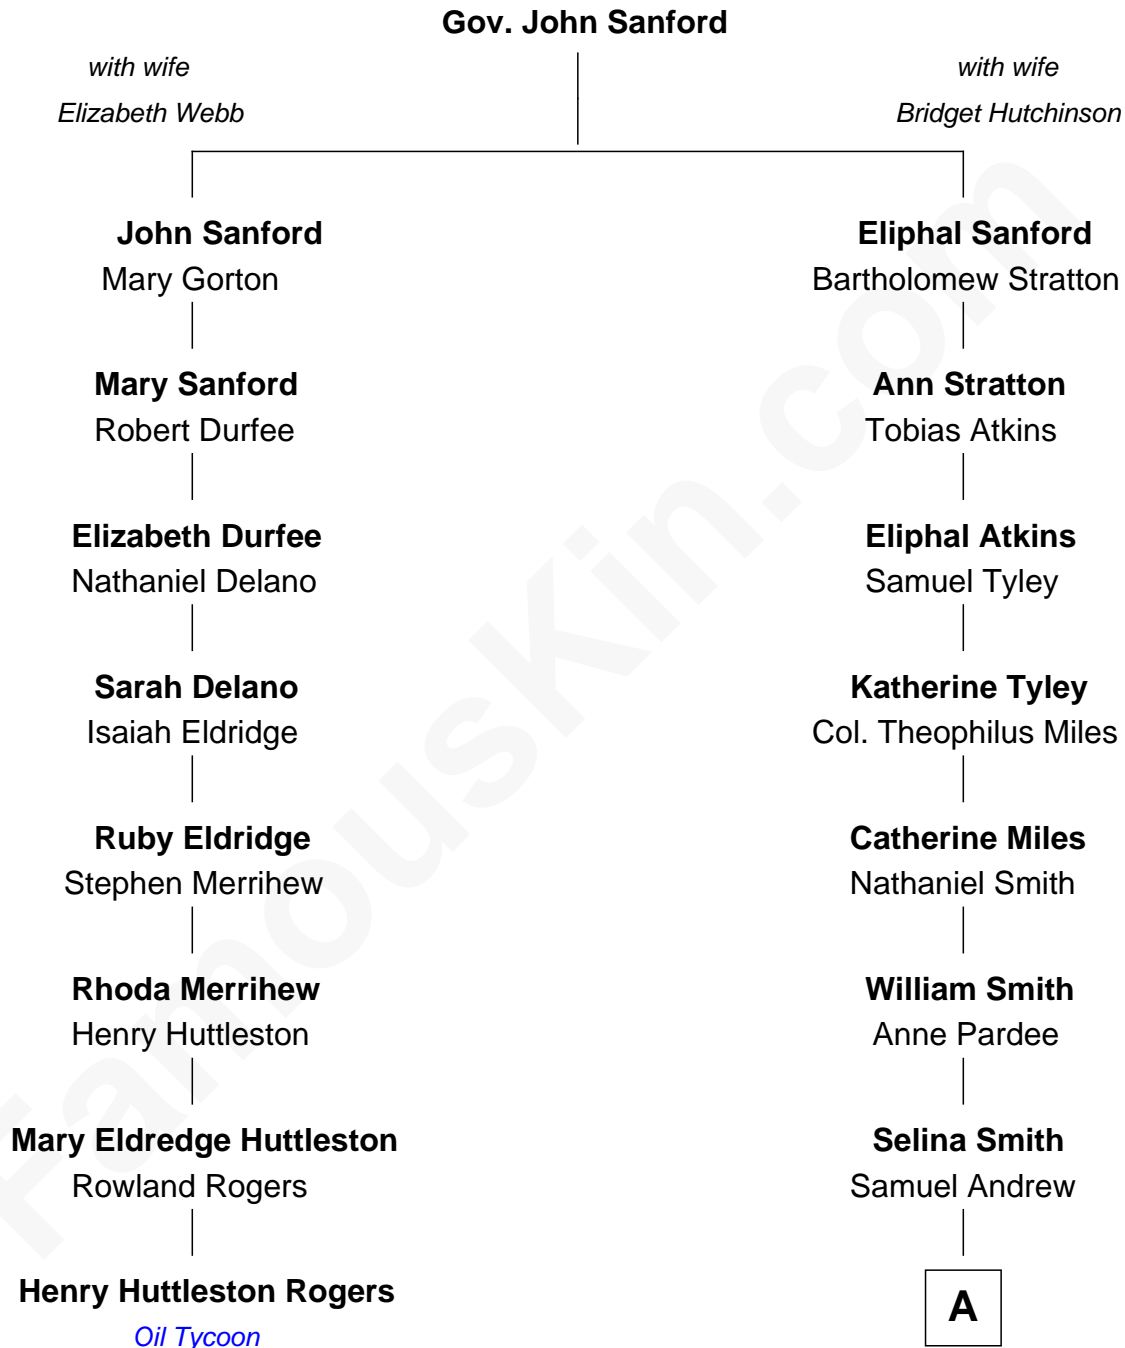 Gov. John Sanford
with wife
Elizabeth Webb
with wife
Bridget Hutchinson
John Sanford
Mary Gorton
Eliphal Sanford
Bartholomew Stratton
Mary Sanford
Robert Durfee
Ann Stratton
Tobias Atkins
Elizabeth Durfee
Nathaniel Delano
Eliphal Atkins
Samuel Tyley
Sarah Delano
Isaiah Eldridge
Katherine Tyley
Col. Theophilus Miles
Ruby Eldridge
Stephen Merrihew
Catherine Miles
Nathaniel Smith
Rhoda Merrihew
Henry Huttleston
William Smith
Anne Pardee
Mary Eldredge Huttleston
Rowland Rogers
Selina Smith
Samuel Andrew
Henry Huttleston Rogers
Oil Tycoon
A
FamousKin.com